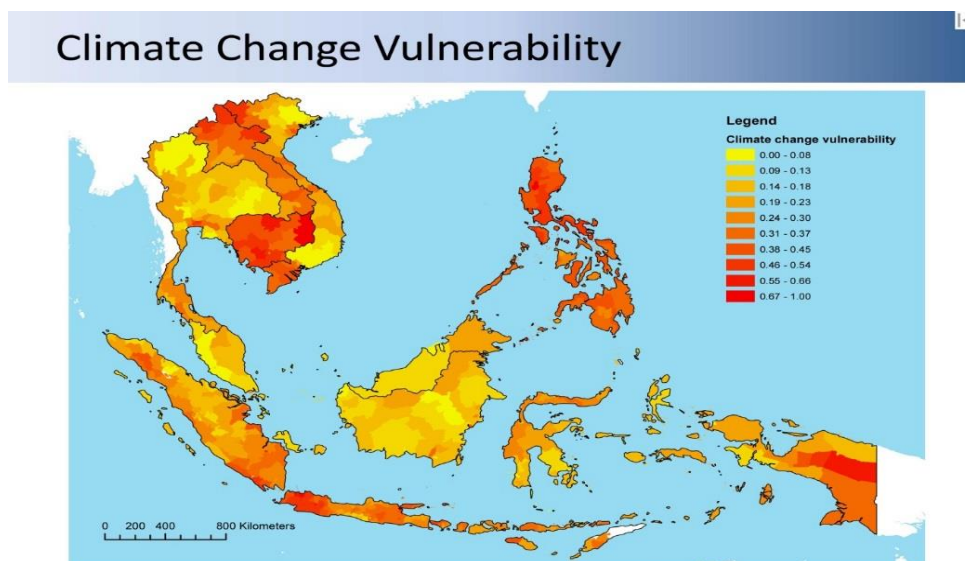 Climate Change Vulnerability
Legend
Climate change vulnerability
0.00 - 0.08
0.09 - 0.13
0.14 - 0.18
0.19 - 0.23
0.24 - 0.30
0.31 - 0.37
0.38 - 0.45
0.46 - 0.54
0.55 - 0.66
0.67 - 1.00
0 200 400 800 Kilometers